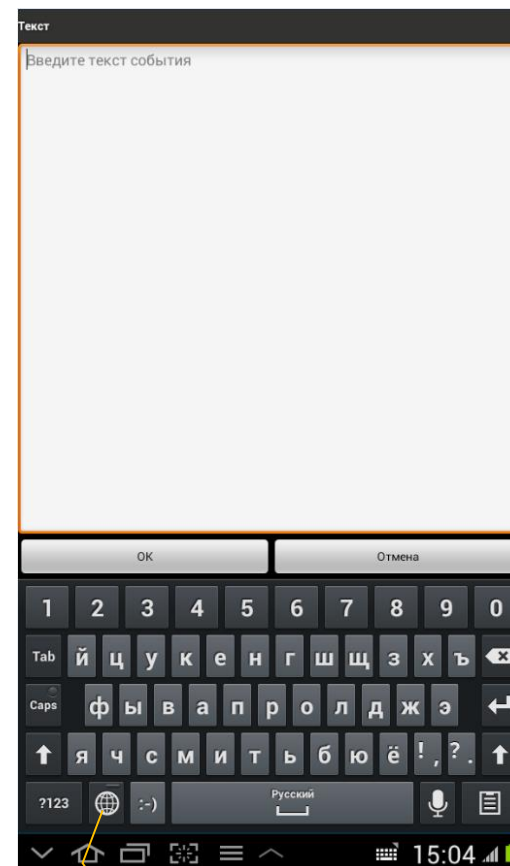 Текст
Введите текст события
ОК
Отмена
1 2 3 4 5 6 7 8 9 0
Tab й ц у к е н г ш щ з х ъ
Caps ф ы в а п р о л д ж э
я ч с м и т ь б ю ё ! , ? .
?123 :-) Русский
15:04